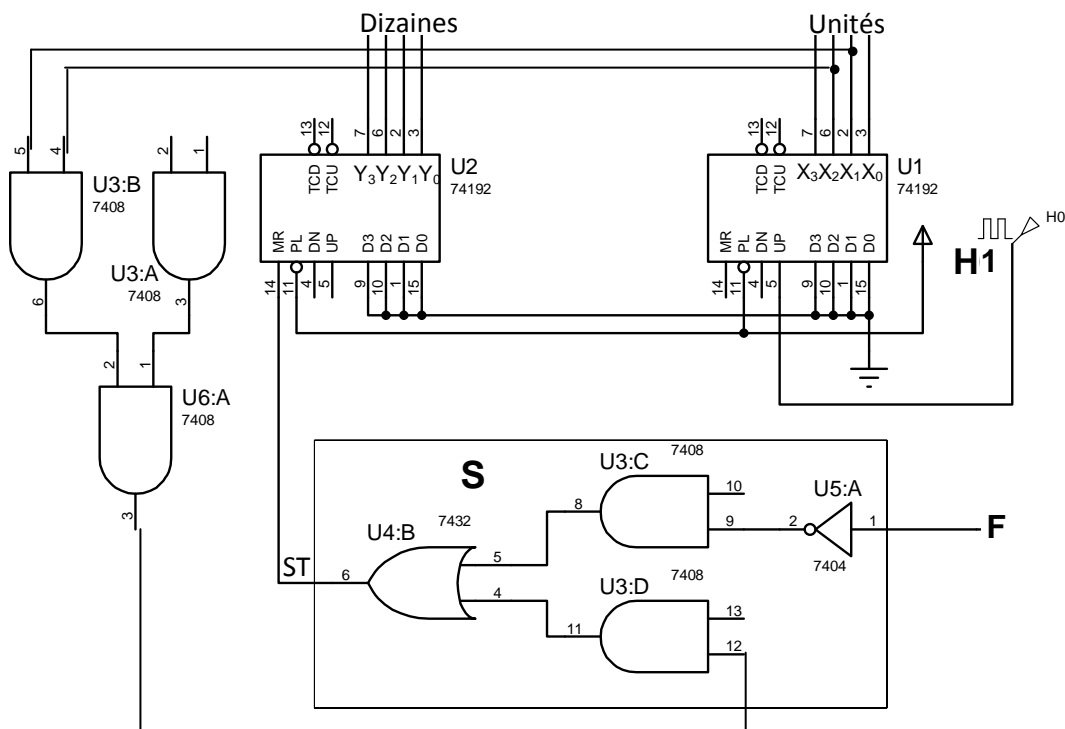 Dizaines
Unités
5
4
2
1
13
12
7
6
2
3
13
12
7
6
2
3
U3:B
7408
U3:A
7408
6
3
TCD
TCU
Y3Y2Y1Y0
MR
PL
DN
UP
D3
D2
D1
D0
U2
74192
14
11
4
5
9
10
1
15
TCD
TCU
X3X2X1X0
MR
PL
DN
UP
D3
D2
D1
D0
U1
74192
14
11
4
5
9
10
1
15
H1
H0
2
1
U6:A
7408
3
S
U3:C
7408
10
9
8
U5:A
7404
2
1
F
U4:B
7432
5
4
6
ST
U3:D
7408
13
12
11